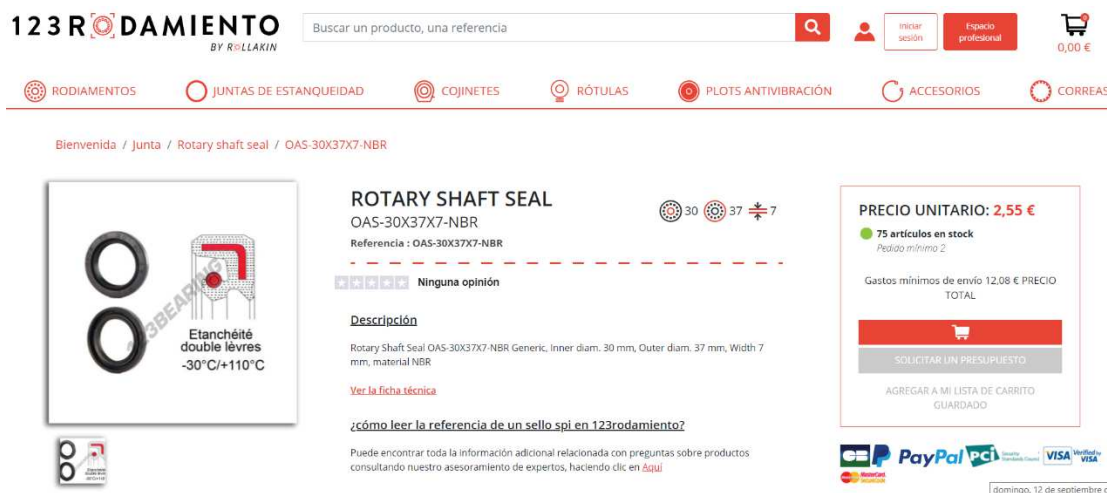 123RODAMIENTO
BY ROLLAKIN
Buscar un producto, una referencia
Iniciar sesión
Espacio profesional
0
0,00 €
RODIAMENTOS
JUNTAS DE ESTANQUEIDAD
COJINETES
RÓTULAS
PLOTS ANTIVIBRACIÓN
ACCESORIOS
CORREAS
Bienvenida / Junta / Rotary shaft seal / OAS-30X37X7-NBR
123BEARING
Etanchéité
double lèvres
-30°C/+110°C
ROTARY SHAFT SEAL
OAS-30X37X7-NBR
30 37 7
Referencia : OAS-30X37X7-NBR
Ninguna opinión
Descripción
Rotary Shaft Seal OAS-30X37X7-NBR Generic, Inner diam. 30 mm, Outer diam. 37 mm, Width 7
mm, material NBR
Ver la ficha técnica
¿cómo leer la referencia de un sello spi en 123rodamiento?
Puede encontrar toda la información adicional relacionada con preguntas sobre productos
consultando nuestro asesoramiento de expertos, haciendo clic en Aquí
PRECIO UNITARIO: 2,55 €
75 artículos en stock
Pedido mínimo 2
Gastos mínimos de envío 12,08 € PRECIO
TOTAL
SOLICITAR UN PRESUPUESTO
AGREGAR A MI LISTA DE CARRITO
GUARDADO
CB PayPal PCI VISA Verified by VISA
MasterCard
domingo, 12 de septiembre